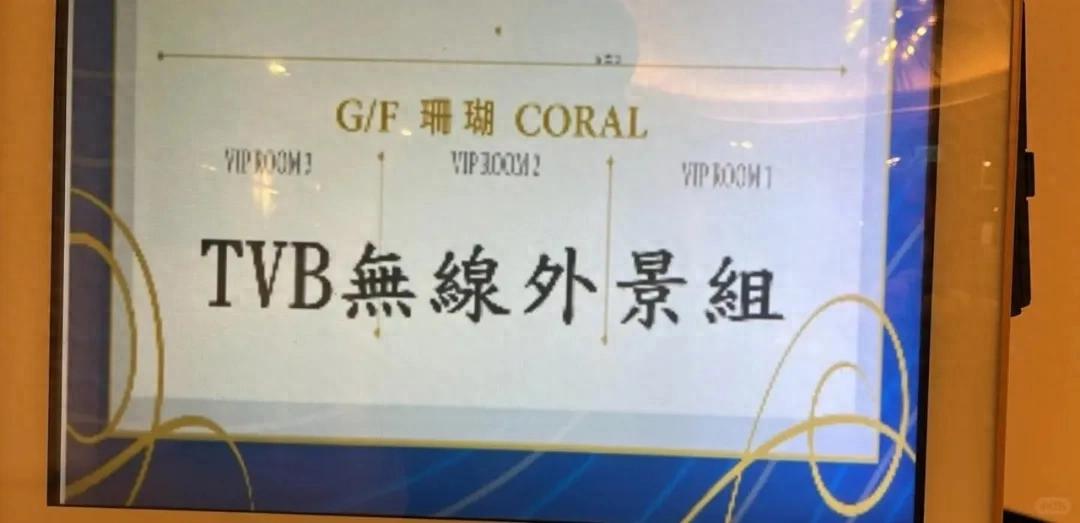 G/F 珊瑚 CORAL
VIP ROOM 3 VIP ROOM 2 VIP ROOM 1
TVB無線外景組